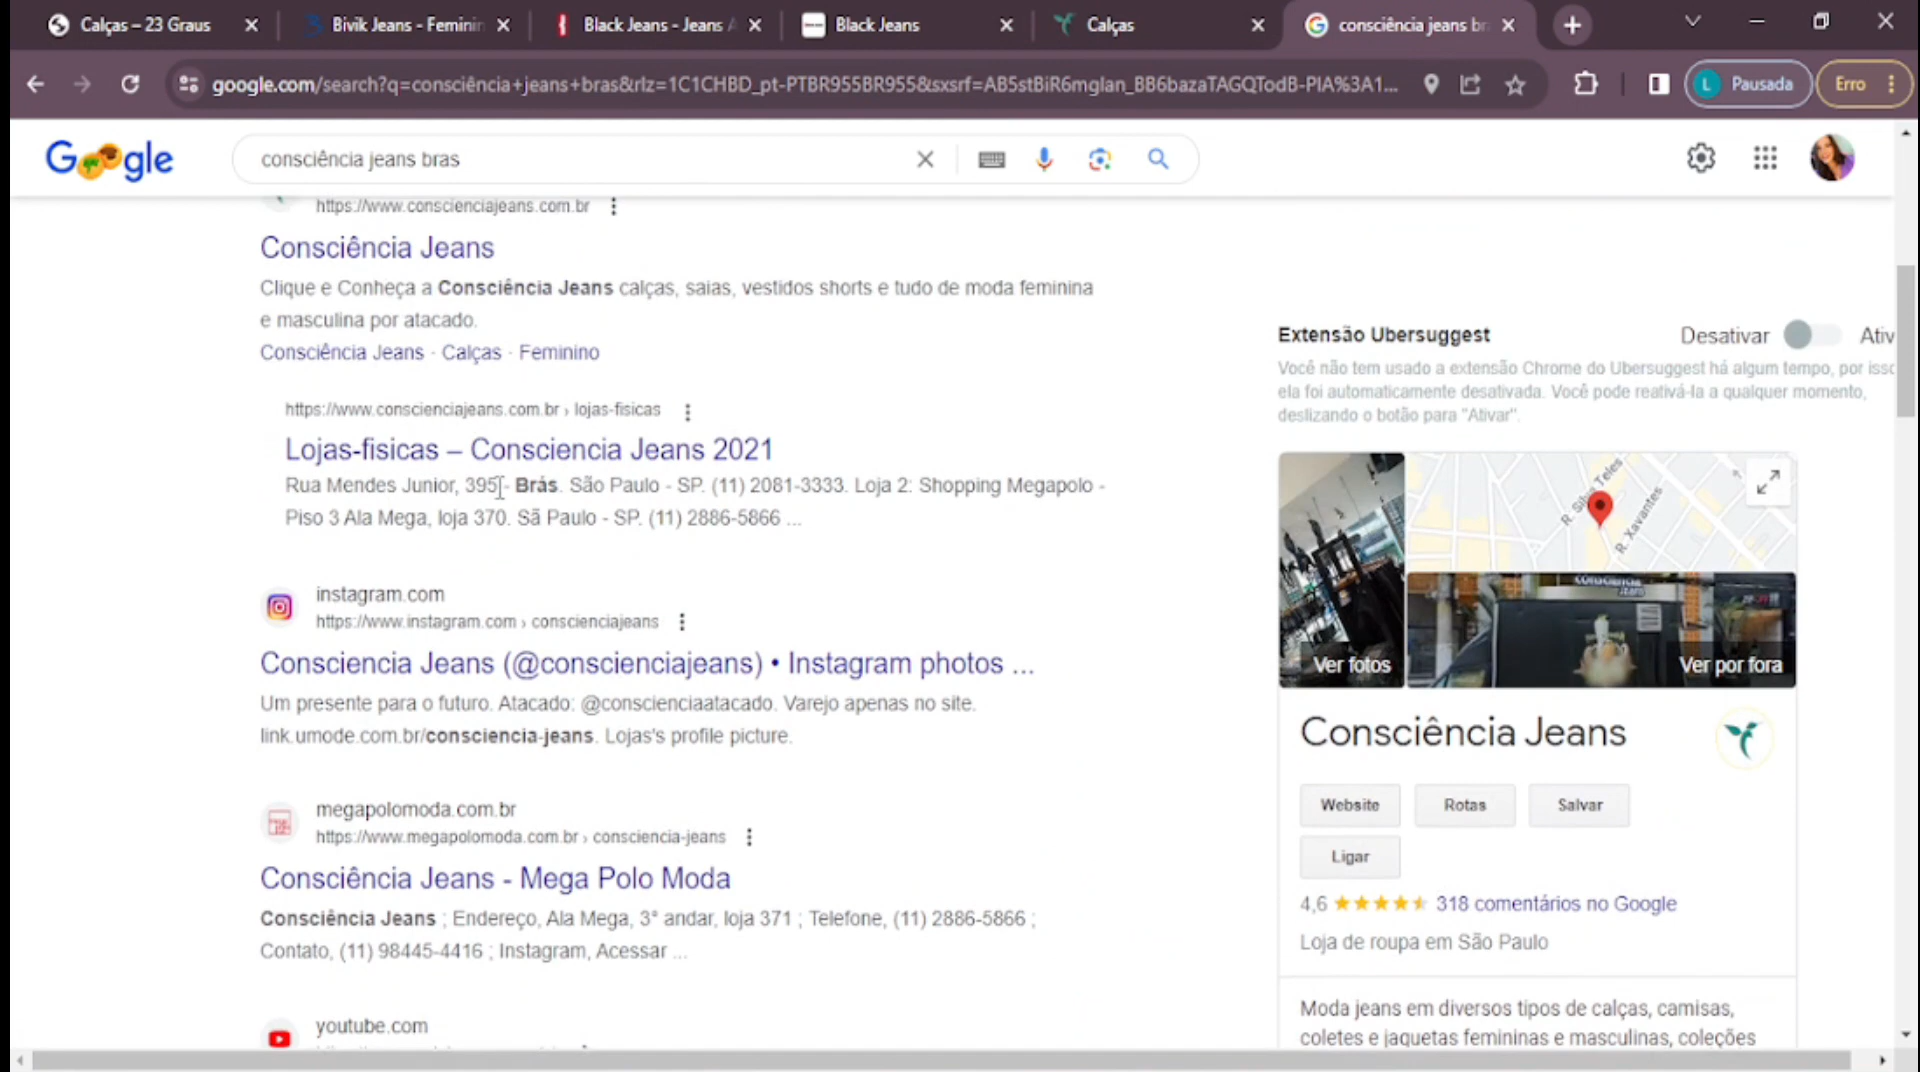 Calças – 23 Graus
Bivik Jeans - Feminin
Black Jeans - Jeans A
Black Jeans
Calças
consciência jeans br
google.com/search?q=consciência+jeans+bras&rlz=1C1CHBD_pt-PTBR955BR955&sxsrf=AB5stBiR6mglan_BB6bazaTAGQTodB-PIA%3A1...
L Pausada
Erro
Google
consciência jeans bras
https://www.conscienciajeans.com.br
Consciência Jeans
Clique e Conheça a Consciência Jeans calças, saias, vestidos shorts e tudo de moda feminina
e masculina por atacado.
Consciência Jeans · Calças · Feminino
https://www.conscienciajeans.com.br › lojas-fisicas
Lojas-fisicas – Consciencia Jeans 2021
Rua Mendes Junior, 395 - Brás. São Paulo - SP. (11) 2081-3333. Loja 2: Shopping Megapolo -
Piso 3 Ala Mega, loja 370. Sã Paulo - SP. (11) 2886-5866 ...
instagram.com
https://www.instagram.com › conscienciajeans
Consciencia Jeans (@conscienciajeans) • Instagram photos ...
Um presente para o futuro. Atacado: @conscienciaatacado. Varejo apenas no site.
link.umode.com.br/consciencia-jeans. Lojas's profile picture.
megapolomoda.com.br
https://www.megapolomoda.com.br › consciencia-jeans
Consciência Jeans - Mega Polo Moda
Consciência Jeans ; Endereço, Ala Mega, 3° andar, loja 371 ; Telefone, (11) 2886-5866 ;
Contato, (11) 98445-4416 ; Instagram, Acessar ...
youtube.com
Extensão Ubersuggest
Desativar
Ativ
Você não tem usado a extensão Chrome do Ubersuggest há algum tempo, por isso
ela foi automaticamente desativada. Você pode reativá-la a qualquer momento,
deslizando o botão para "Ativar".
R. Silva Teles
R. Xavantes
consciência
Jeans
Ver fotos
Ver por fora
Consciência Jeans
Website
Rotas
Salvar
Ligar
4,6
318 comentários no Google
Loja de roupa em São Paulo
Moda jeans em diversos tipos de calças, camisas,
coletes e jaquetas femininas e masculinas, coleções